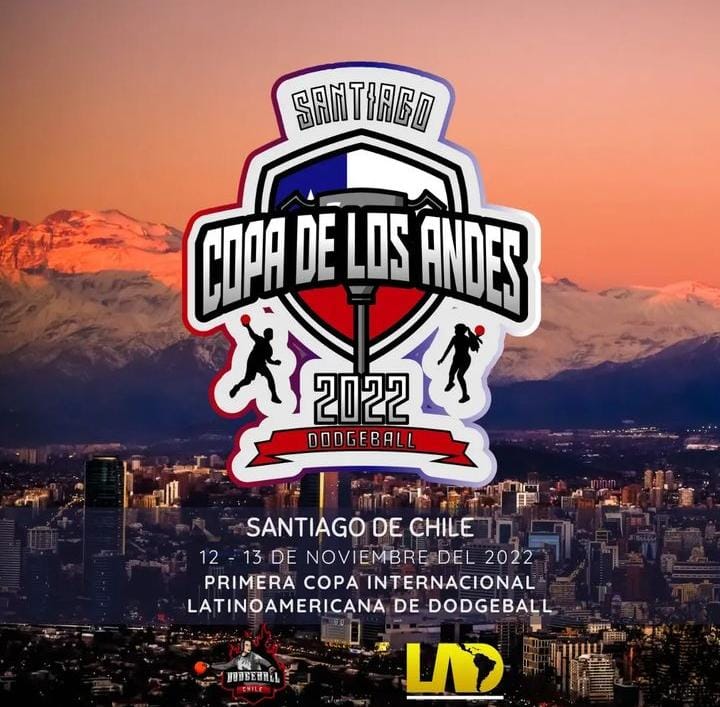 SANTIAGO
COPA DE LOS ANDES
2022
DODGEBALL
SANTIAGO DE CHILE
12 - 13 DE NOVIEMBRE DEL 2022
PRIMERA COPA INTERNACIONAL
LATINOAMERICANA DE DODGEBALL
DODGEBALL
CHILE
LAD